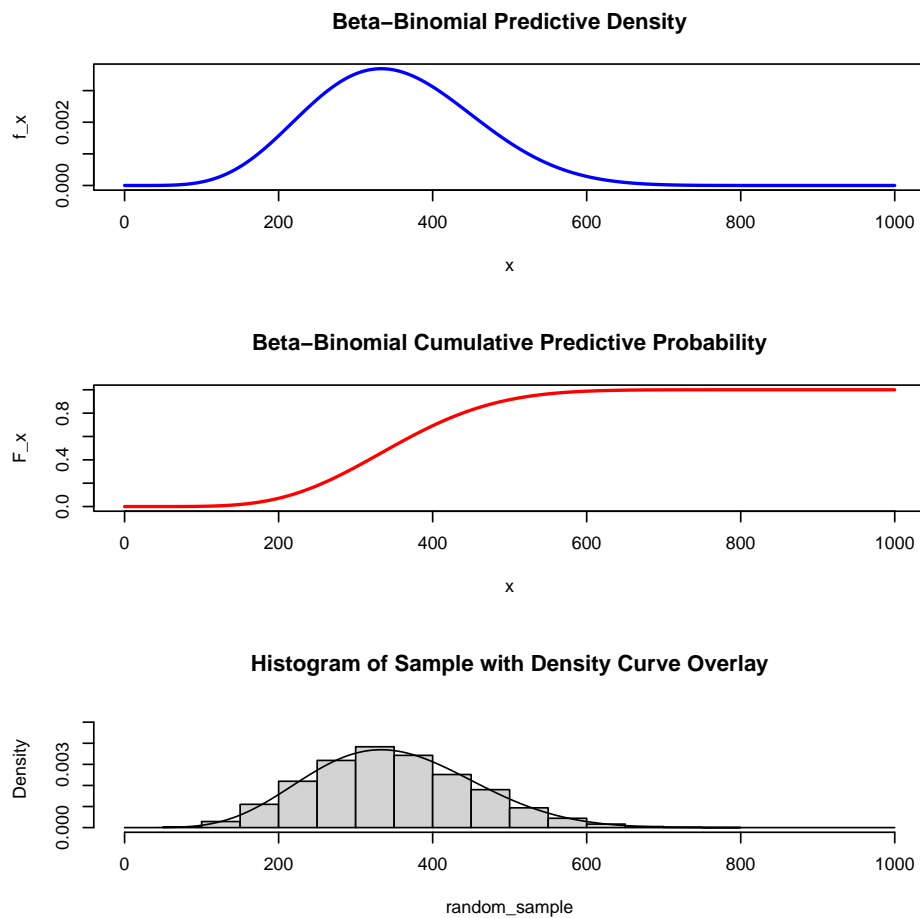 Beta−Binomial Predictive Density
f_x
0.000 0.002
0 200 400 600 800 1000
x
Beta−Binomial Cumulative Predictive Probability
F_x
0.0 0.4 0.8
0 200 400 600 800 1000
x
Histogram of Sample with Density Curve Overlay
Density
0.000 0.003
0 200 400 600 800 1000
random_sample